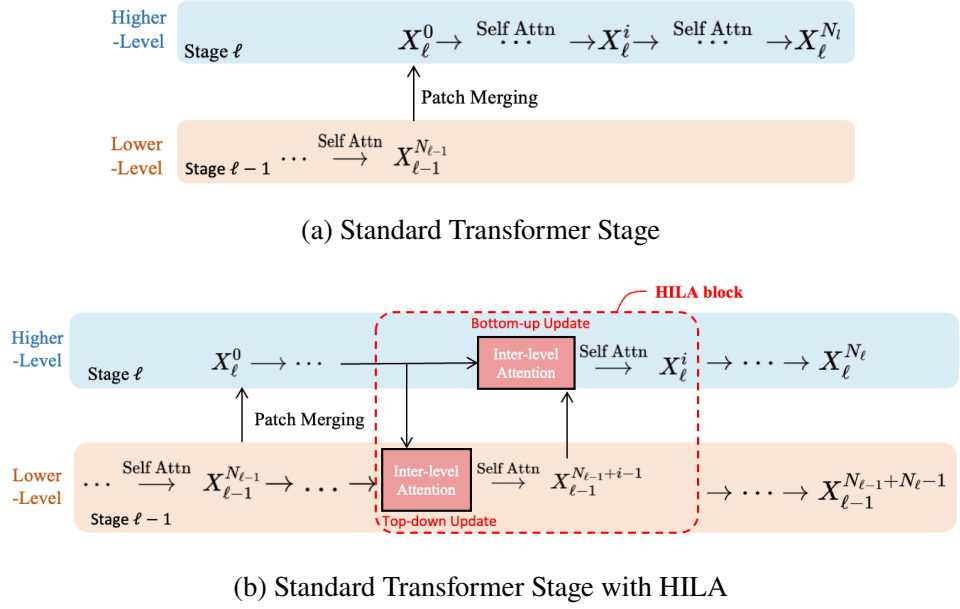 Higher
-Level
Stage ℓ
X_ℓ^0 → Self Attn ⋯ → X_ℓ^i → Self Attn ⋯ → X_ℓ^{N_l}
Patch Merging
Lower
-Level
Stage ℓ − 1
⋯ Self Attn → X_{ℓ-1}^{N_{ℓ-1}}
(a) Standard Transformer Stage
HILA block
Higher
-Level
Stage ℓ
Bottom-up Update
X_ℓ^0 → ⋯
Inter-level
Attention
Self Attn → X_ℓ^i → ⋯ → X_ℓ^{N_ℓ}
Patch Merging
Lower
-Level
⋯ Self Attn → X_{ℓ-1}^{N_{ℓ-1}} → … →
Inter-level
Attention
Self Attn → X_{ℓ-1}^{N_{ℓ-1}+i-1} → ⋯ → X_{ℓ-1}^{N_{ℓ-1}+N_ℓ-1}
Stage ℓ − 1
Top-down Update
(b) Standard Transformer Stage with HILA